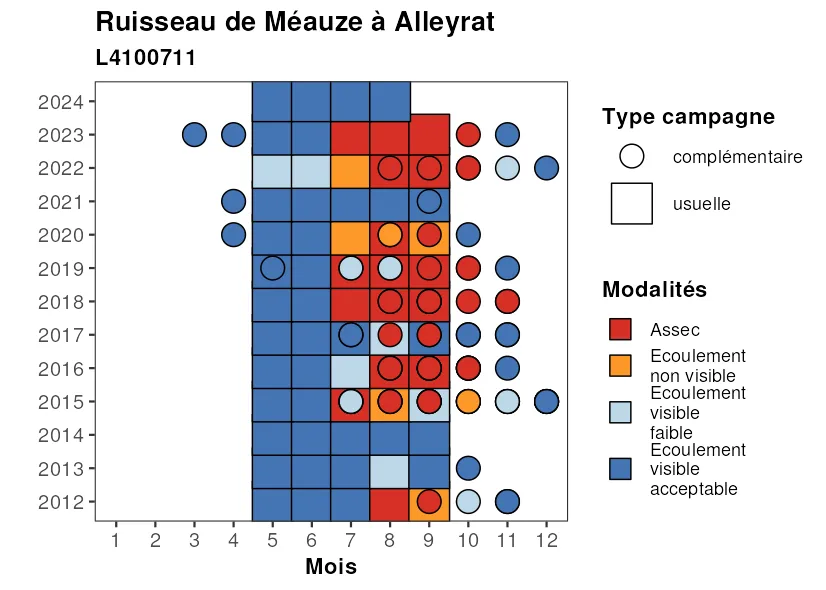 Ruisseau de Méauze à Alleyrat
L4100711
2024
2023
2022
2021
2020
2019
2018
2017
2016
2015
2014
2013
2012
1 2 3 4 5 6 7 8 9 10 11 12
Mois
Type campagne
complémentaire
usuelle
Modalités
Assec
Ecoulement
non visible
Ecoulement
visible
faible
Ecoulement
visible
acceptable